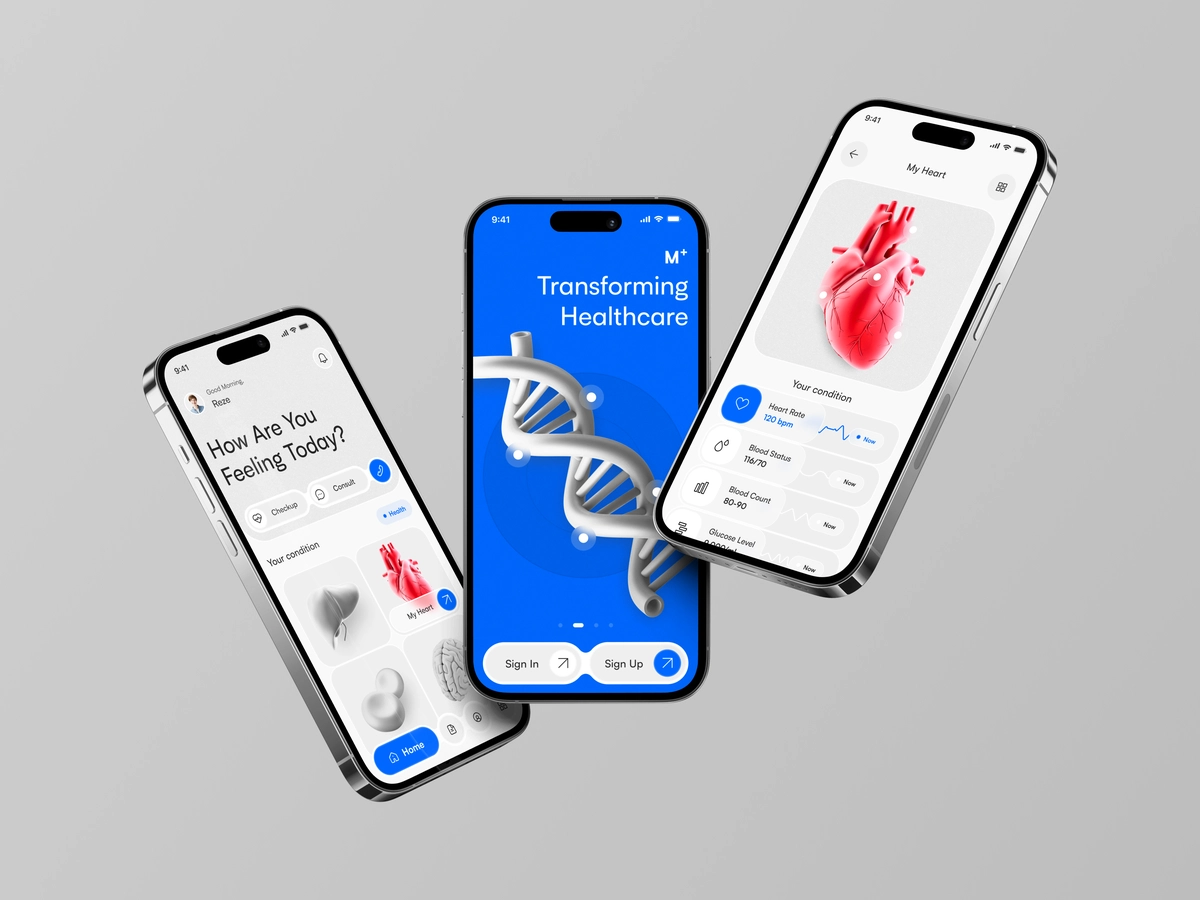 9:41
Good Morning,
Reze
How Are You
Feeling Today?
Checkup
Consult
Your condition
Health
My Heart
Home
9:41
M+
Transforming
Healthcare
Sign In
Sign Up
9:41
My Heart
Your condition
Heart Rate
120 bpm
Now
Blood Status
116/70
Now
Blood Count
80-90
Now
Glucose Level
Now